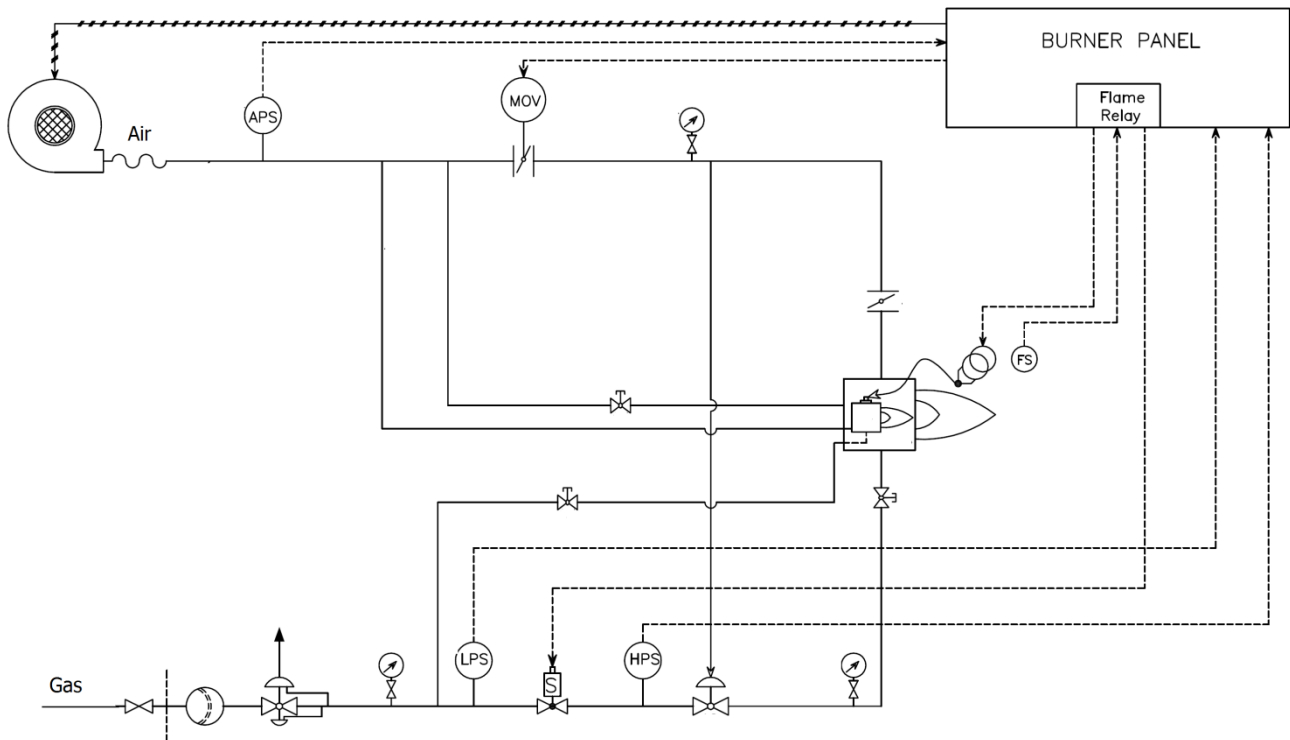 BURNER PANEL
Flame
Relay
APS
MOV
Air
FS
LPS
S
HPS
Gas